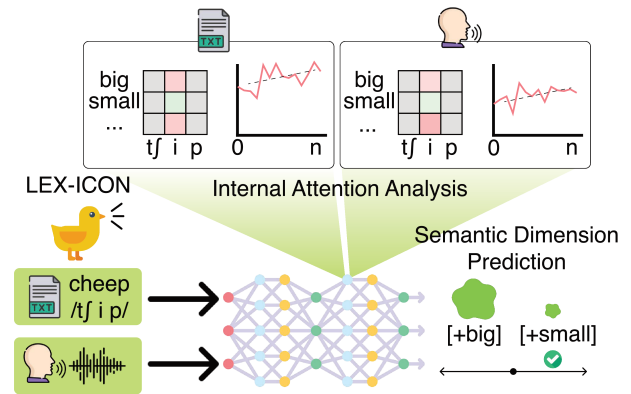 TXT
big
small
...
tʃ i p
0 n
big
small
...
tʃ i p
0 n
Internal Attention Analysis
LEX-ICON
TXT
cheep
/tʃ i p/
Semantic Dimension
Prediction
[+big] [+small]